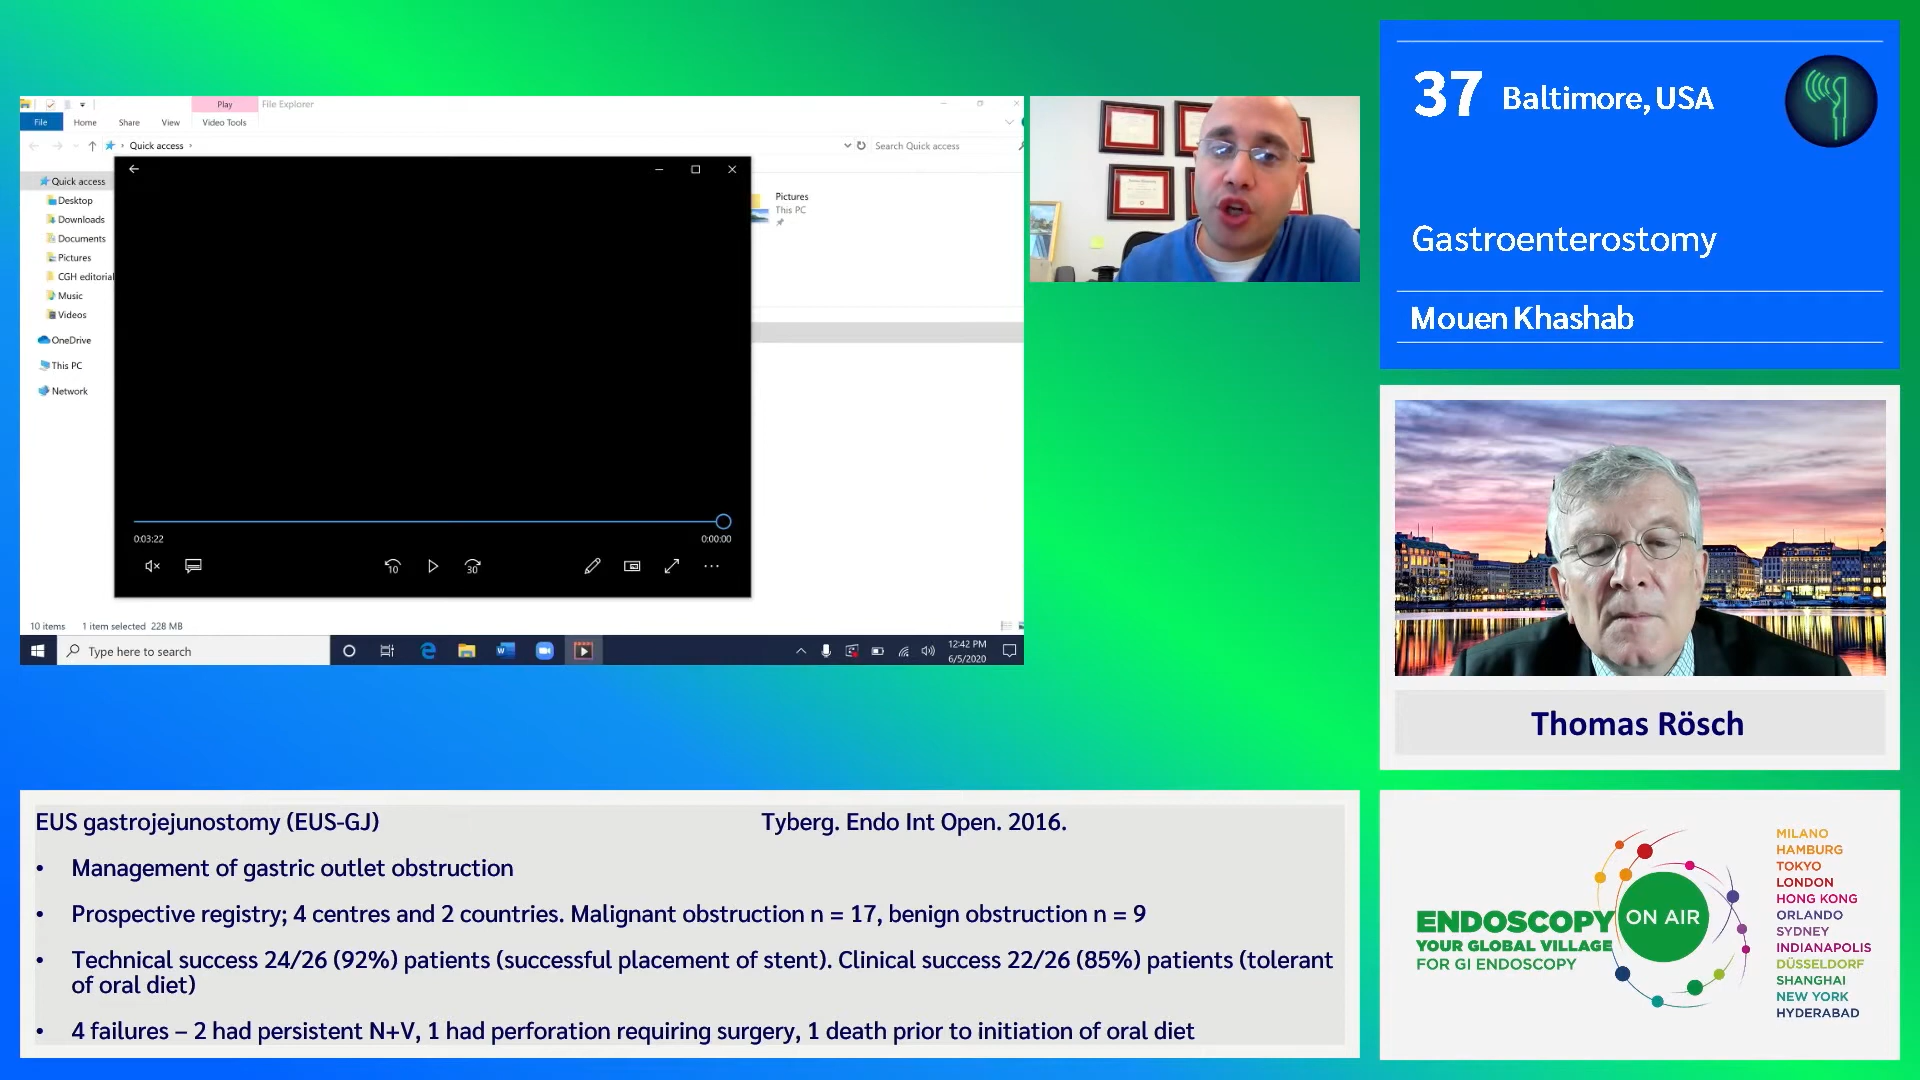 Play
File Explorer
File
Home
Share
View
Video Tools
Quick access
Search Quick access
Quick access
Desktop
Downloads
Documents
Pictures
CGH editorial
Music
Videos
OneDrive
This PC
Network
Pictures
This PC
0:03:22
0:00:00
10
30
10 items
1 item selected 228 MB
Type here to search
12:42 PM
6/5/2020
37 Baltimore, USA
Gastroenterostomy
Mouen Khashab
Thomas Rösch
EUS gastrojejunostomy (EUS-GJ)
Tyberg. Endo Int Open. 2016.
• Management of gastric outlet obstruction
• Prospective registry; 4 centres and 2 countries. Malignant obstruction n = 17, benign obstruction n = 9
• Technical success 24/26 (92%) patients (successful placement of stent). Clinical success 22/26 (85%) patients (tolerant
of oral diet)
• 4 failures – 2 had persistent N+V, 1 had perforation requiring surgery, 1 death prior to initiation of oral diet
ENDOSCOPY ON AIR
YOUR GLOBAL VILLAGE
FOR GI ENDOSCOPY
MILANO
HAMBURG
TOKYO
LONDON
HONG KONG
ORLANDO
SYDNEY
INDIANAPOLIS
DÜSSELDORF
SHANGHAI
NEW YORK
HYDERABAD